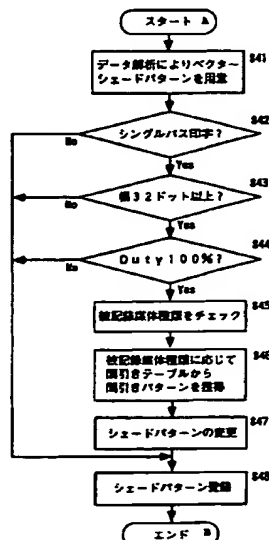 スタート A
データ解析によりベクター
シェードパターンを用意
S41
シングルパス印字?
S42
No
Yes
幅32ドット以上?
S43
No
Yes
Duty100%?
S44
No
Yes
被記録媒体種類をチェック
S45
被記録媒体種類に応じて
間引きテーブルから
間引きパターンを獲得
S46
シェードパターンの変更
S47
シェードパターン登録
S48
エンド B